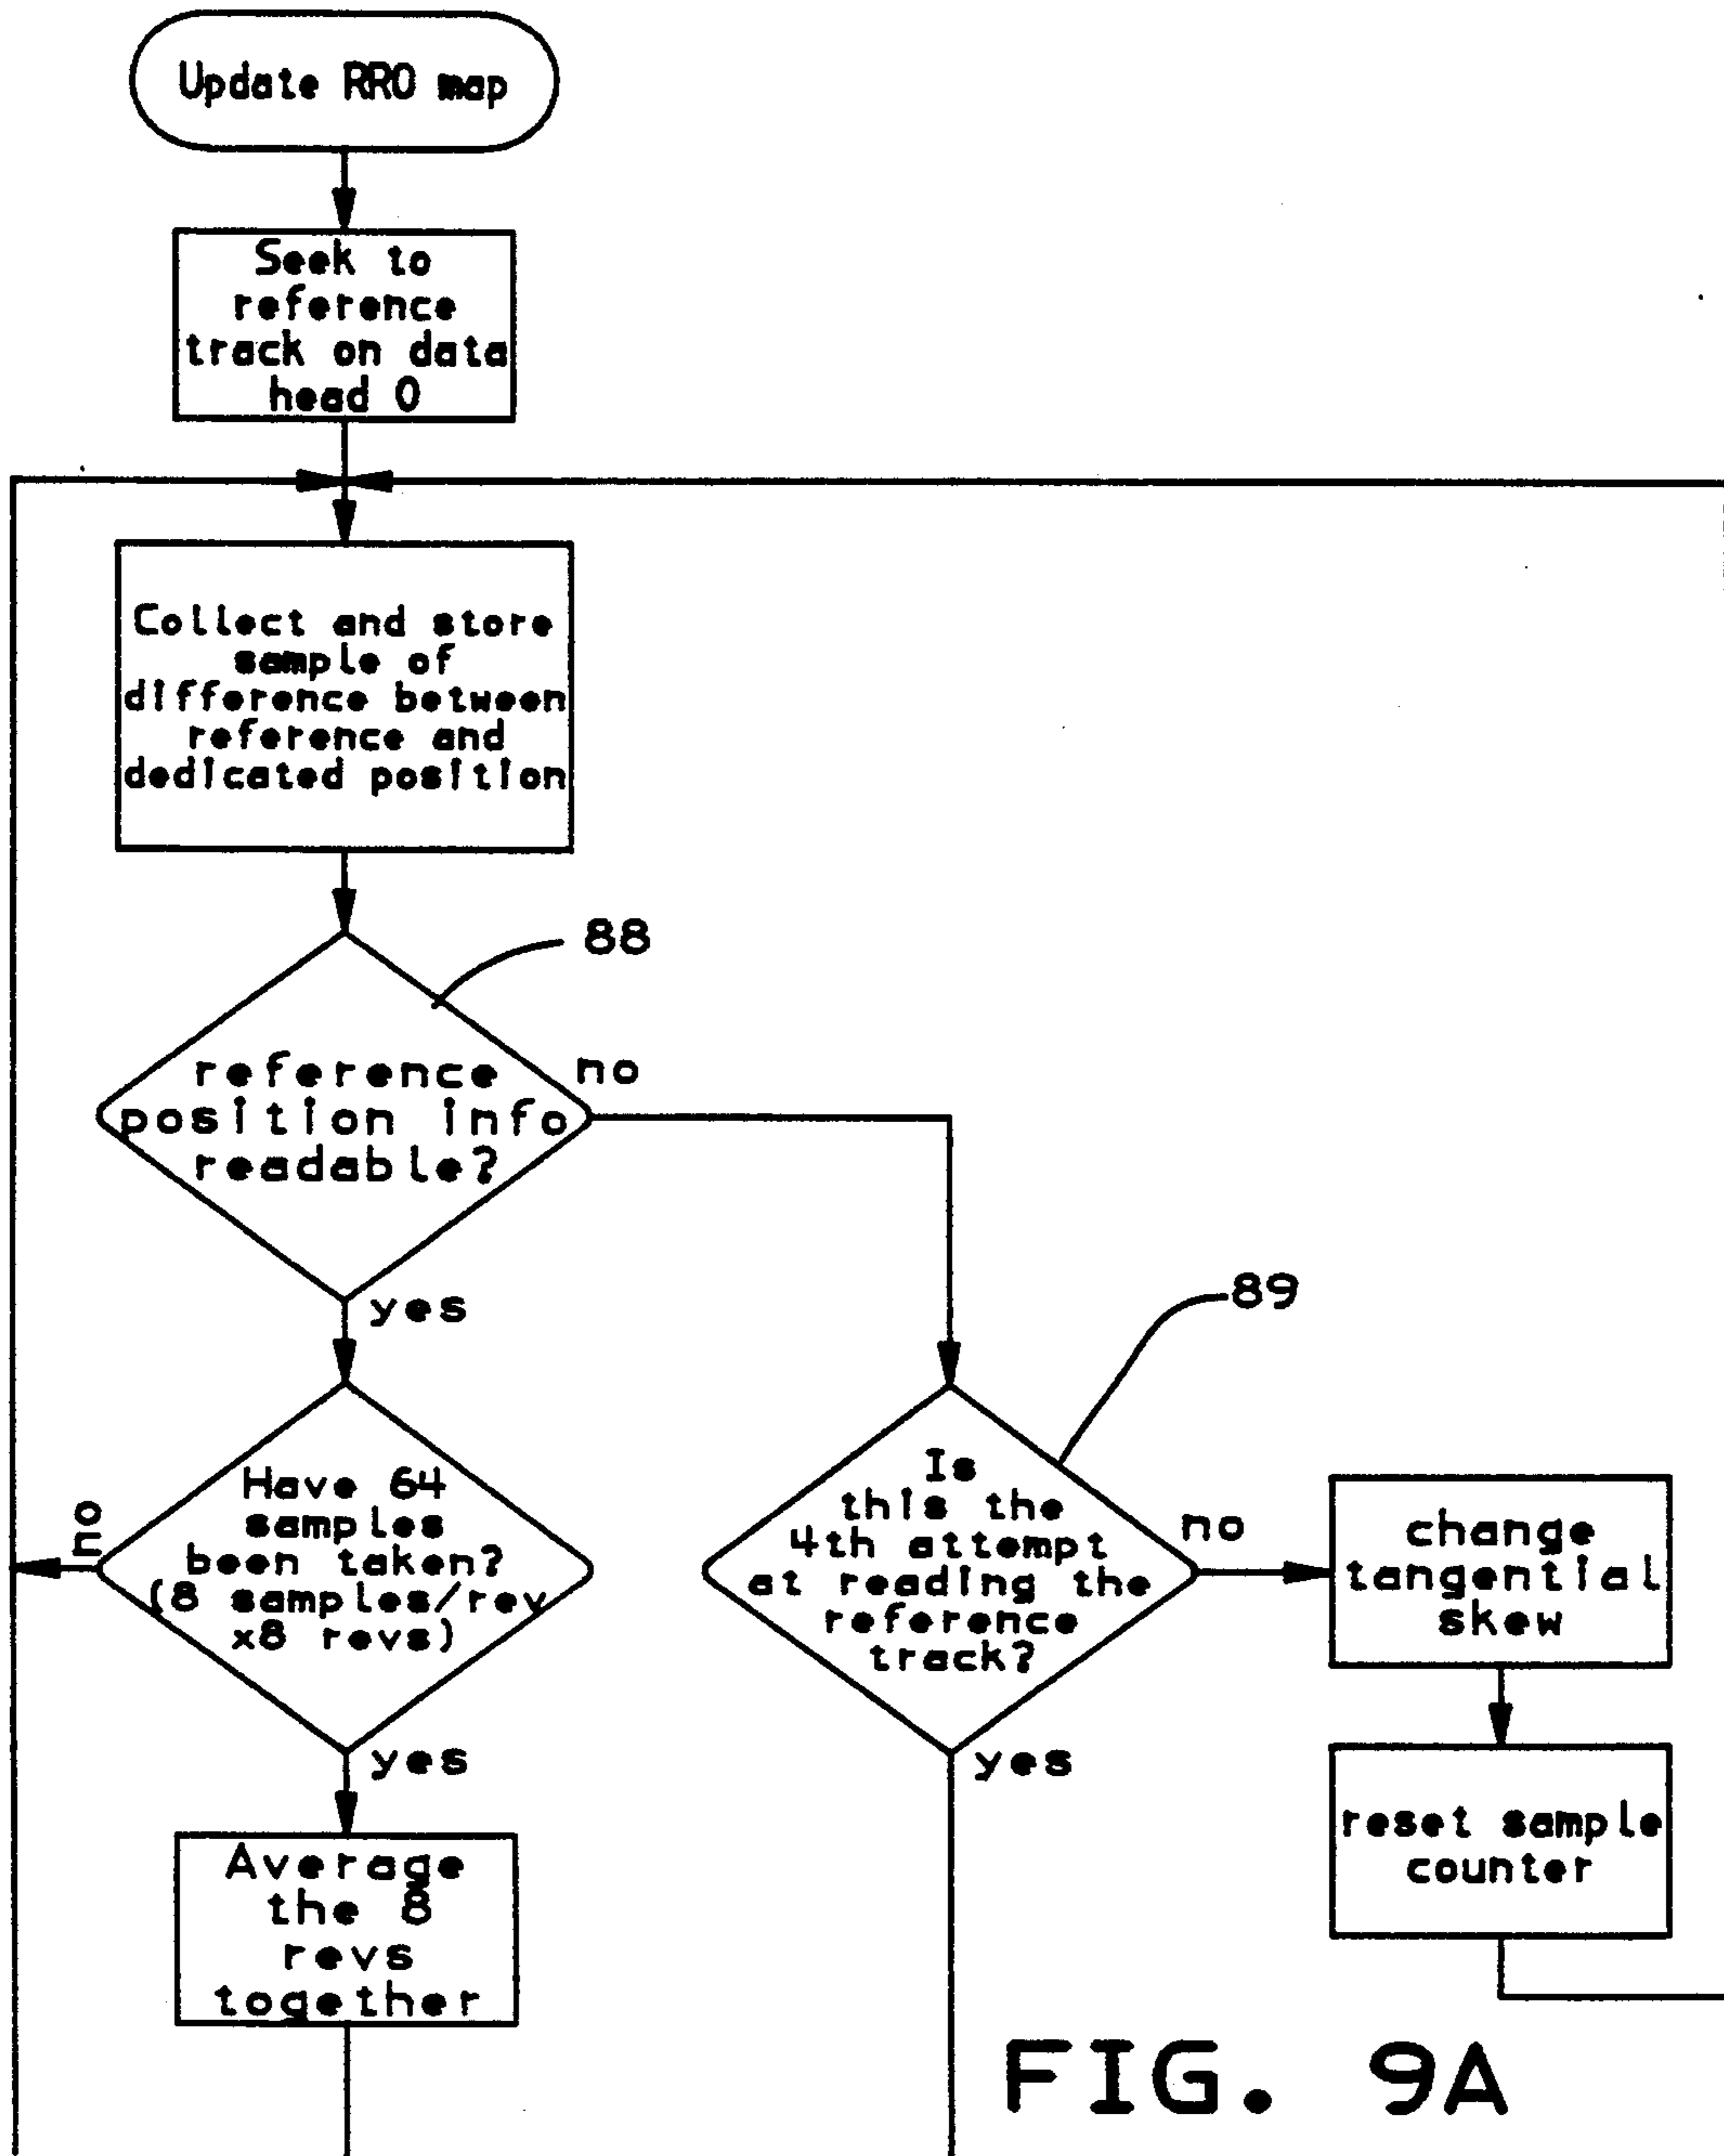 Update RRO map
Seek to
reference
track on data
head 0
Collect and store
sample of
difference between
reference and
dedicated position
88
reference
position info
readable?
no
yes
89
Have 64
samples
been taken?
(8 samples/rev
x8 revs)
no
yes
Is
this the
4th attempt
at reading the
reference
track?
no
yes
change
tangential
skew
reset sample
counter
Average
the 8
revs
together
FIG. 9A